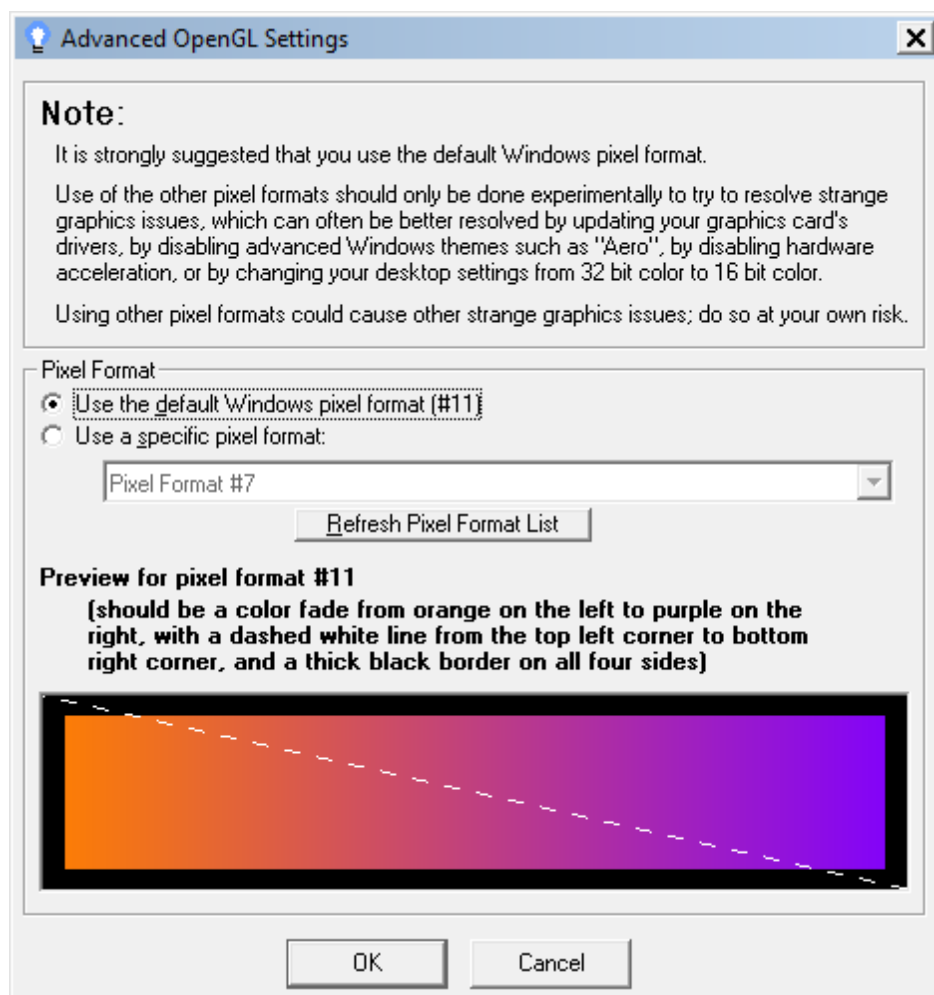 Advanced OpenGL Settings
Note:
It is strongly suggested that you use the default Windows pixel format.
Use of the other pixel formats should only be done experimentally to try to resolve strange
graphics issues, which can often be better resolved by updating your graphics card's
drivers, by disabling advanced Windows themes such as "Aero", by disabling hardware
acceleration, or by changing your desktop settings from 32 bit color to 16 bit color.
Using other pixel formats could cause other strange graphics issues; do so at your own risk.
Pixel Format
Use the default Windows pixel format (#11)
Use a specific pixel format:
Pixel Format #7
Refresh Pixel Format List
Preview for pixel format #11
(should be a color fade from orange on the left to purple on the
right, with a dashed white line from the top left corner to bottom
right corner, and a thick black border on all four sides)
OK
Cancel